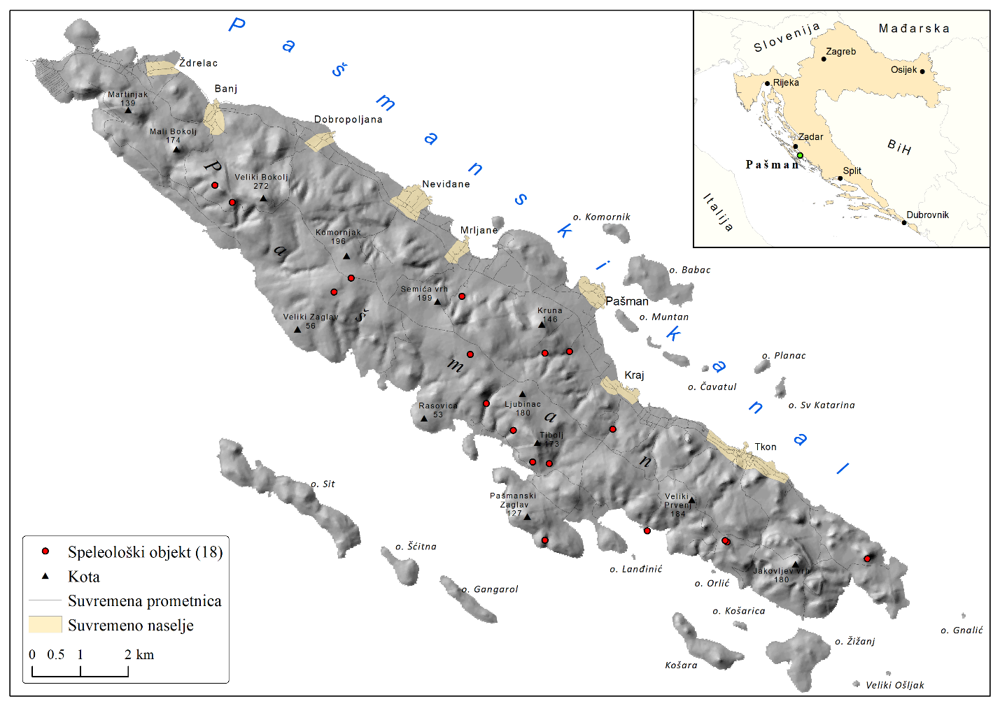 Pašmanski kanal
Pašman
Ždrelac
Banj
Martinjak
139
Mali Bokolj
174
Dobropoljana
Veliki Bokolj
272
Neviđane
Komornjak
196
Mrljane
o. Komornik
o. Babac
Semića vrh
199
Pašman
Kruna
146
o. Muntan
Veliki Zaglav
56
o. Planac
Kraj
o. Čavatul
o. Sv Katarina
Rasovica
53
Ljubinac
180
Tibolj
173
Tkon
o. Sit
Pašmanski
Zaglav
127
Veliki
Prvenj
184
o. Šćitna
o. Lanđinić
o. Orlić
Jakovljev vrh
180
o. Gangarol
o. Košarica
o. Gnalić
o. Žižanj
Košara
Veliki Ošljak
Slovenija
Mađarska
Zagreb
Osijek
Rijeka
Zadar
BiH
Pašman
Split
Italija
Dubrovnik
Speleološki objekt (18)
Kota
Suvremena prometnica
Suvremeno naselje
0 0.5 1 2 km